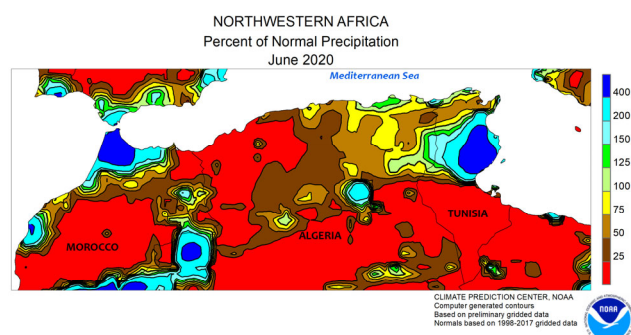 NORTHWESTERN AFRICA
Percent of Normal Precipitation
June 2020
Mediterranean Sea
400
200
150
125
100
75
50
25
MOROCCO
ALGERIA
TUNISIA
CLIMATE PREDICTION CENTER, NOAA
Computer generated contours
Based on preliminary gridded data
Normals based on 1998-2017 gridded data
NOAA